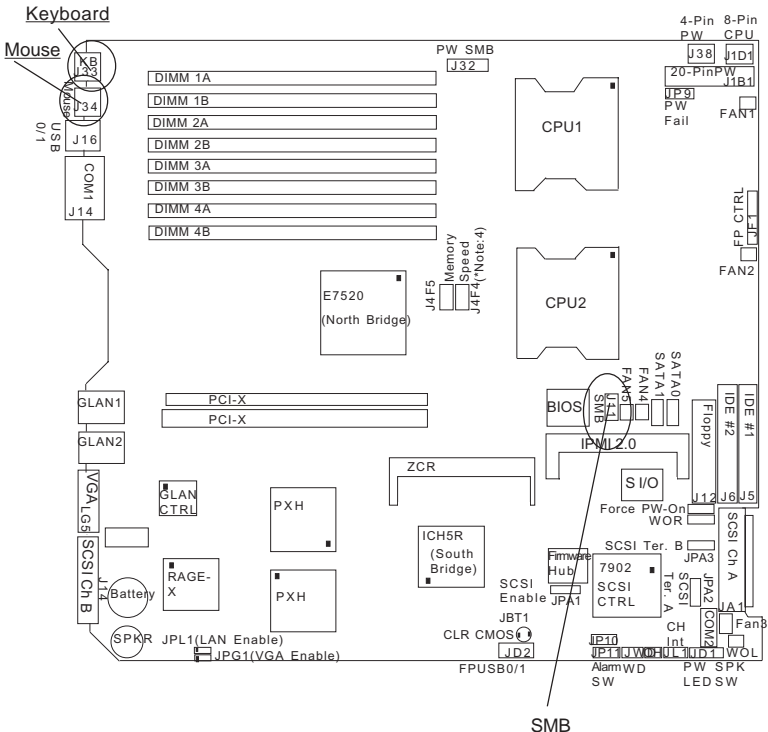 Keyboard
Mouse
KB
J33
Mouse
J34
USB
0/1
J16
COM1
J14
DIMM 1A
DIMM 1B
DIMM 2A
DIMM 2B
DIMM 3A
DIMM 3B
DIMM 4A
DIMM 4B
PW SMB
J32
4-Pin
PW
8-Pin
CPU
J38
J1D1
20-PinPW
J1B1
JP9
PW
Fail
FAN1
CPU1
FP CTRL
JF1
FAN2
E7520
(North Bridge)
J4F5
Memory
Speed
(*Note:4)
J4F4
CPU2
GLAN1
GLAN2
PCI-X
PCI-X
BIOS
SMB
J11
FAN5
FAN4
SATA1
SATA0
Floppy
J12
IDE #2
J6
IDE #1
J5
IPMI 2.0
ZCR
S I/O
Force PW-On
WOR
VGA
LG5
GLAN
CTRL
PXH
ICH5R
(South
Bridge)
SCSI Ter. B
JPA3
SCSI Ch A
JA1
SCSI Ch B
J14
Battery
RAGE-
X
PXH
Firmware
Hub
7902
SCSI
CTRL
SCSI
Enable
JPA1
SCSI
Ter. A
JPA2
COM2
Fan3
SPKR
JPL1(LAN Enable)
JPG1(VGA Enable)
JBT1
CLR CMOS
JD2
FPUSB0/1
JP10
JP11
Alarm
SW
JWD
WD
CH
Int
JL1
JD1
PW
LED
SPK
SW
WOL
SMB